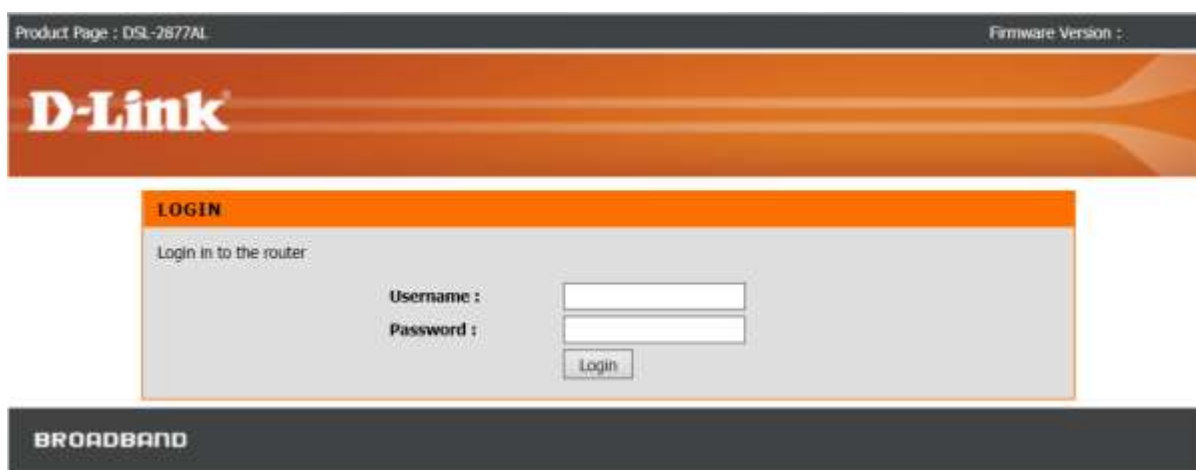 Product Page : DSL-2877AL Firmware Version :
D-Link
LOGIN
Login in to the router
Username :
Password :
Login
BROADBAND